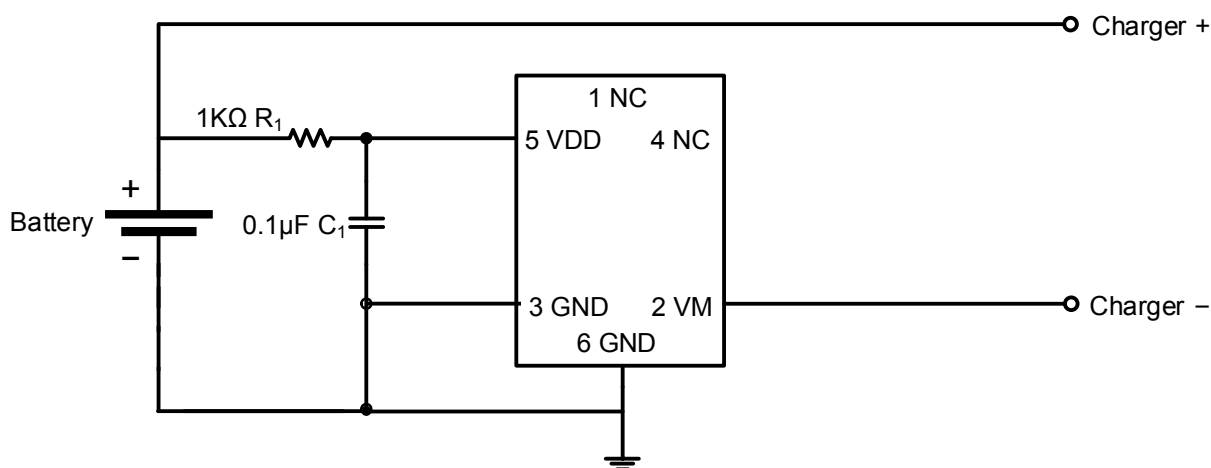 Charger +
1 NC
1KΩ R₁
5 VDD 4 NC
+
Battery
0.1µF C₁
−
3 GND 2 VM
Charger −
6 GND